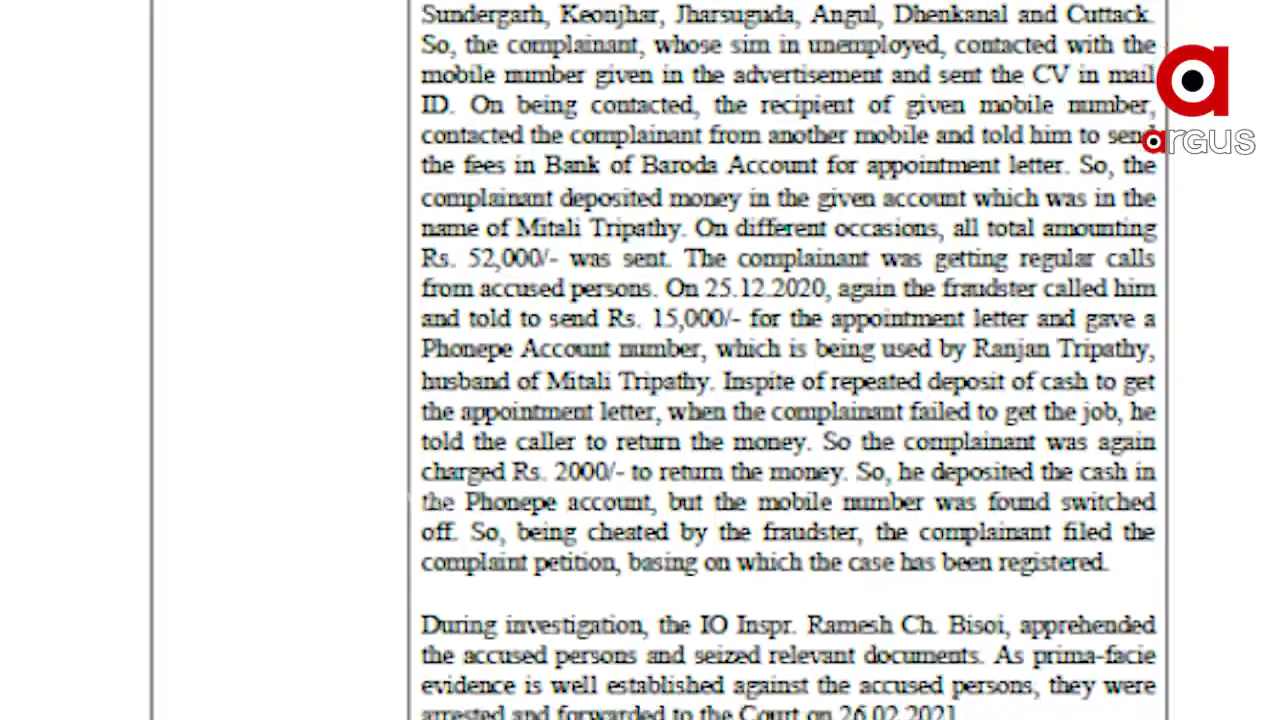 Sundergarh, Keonjhar, Jharsuguda, Angul, Dhenkanal and Cuttack.
So, the complainant, whose sim in unemployed, contacted with the
mobile number given in the advertisement and sent the CV in mail
ID. On being contacted, the recipient of given mobile number,
contacted the complainant from another mobile and told him to send
the fees in Bank of Baroda Account for appointment letter. So, the
complainant deposited money in the given account which was in the
name of Mitali Tripathy. On different occasions, all total amounting
Rs. 52,000/- was sent. The complainant was getting regular calls
from accused persons. On 25.12.2020, again the fraudster called him
and told to send Rs. 15,000/- for the appointment letter and gave a
Phonepe Account number, which is being used by Ranjan Tripathy,
husband of Mitali Tripathy. Inspite of repeated deposit of cash to get
the appointment letter, when the complainant failed to get the job, he
told the caller to return the money. So the complainant was again
charged Rs. 2000/- to return the money. So, he deposited the cash in
the Phonepe account, but the mobile number was found switched
off. So, being cheated by the fraudster, the complainant filed the
complaint petition, basing on which the case has been registered.
During investigation, the IO Inspr. Ramesh Ch. Bisoi, apprehended
the accused persons and seized relevant documents. As prima-facie
evidence is well established against the accused persons, they were
arrested and forwarded to the Court on 26.02.2021.
a
argus